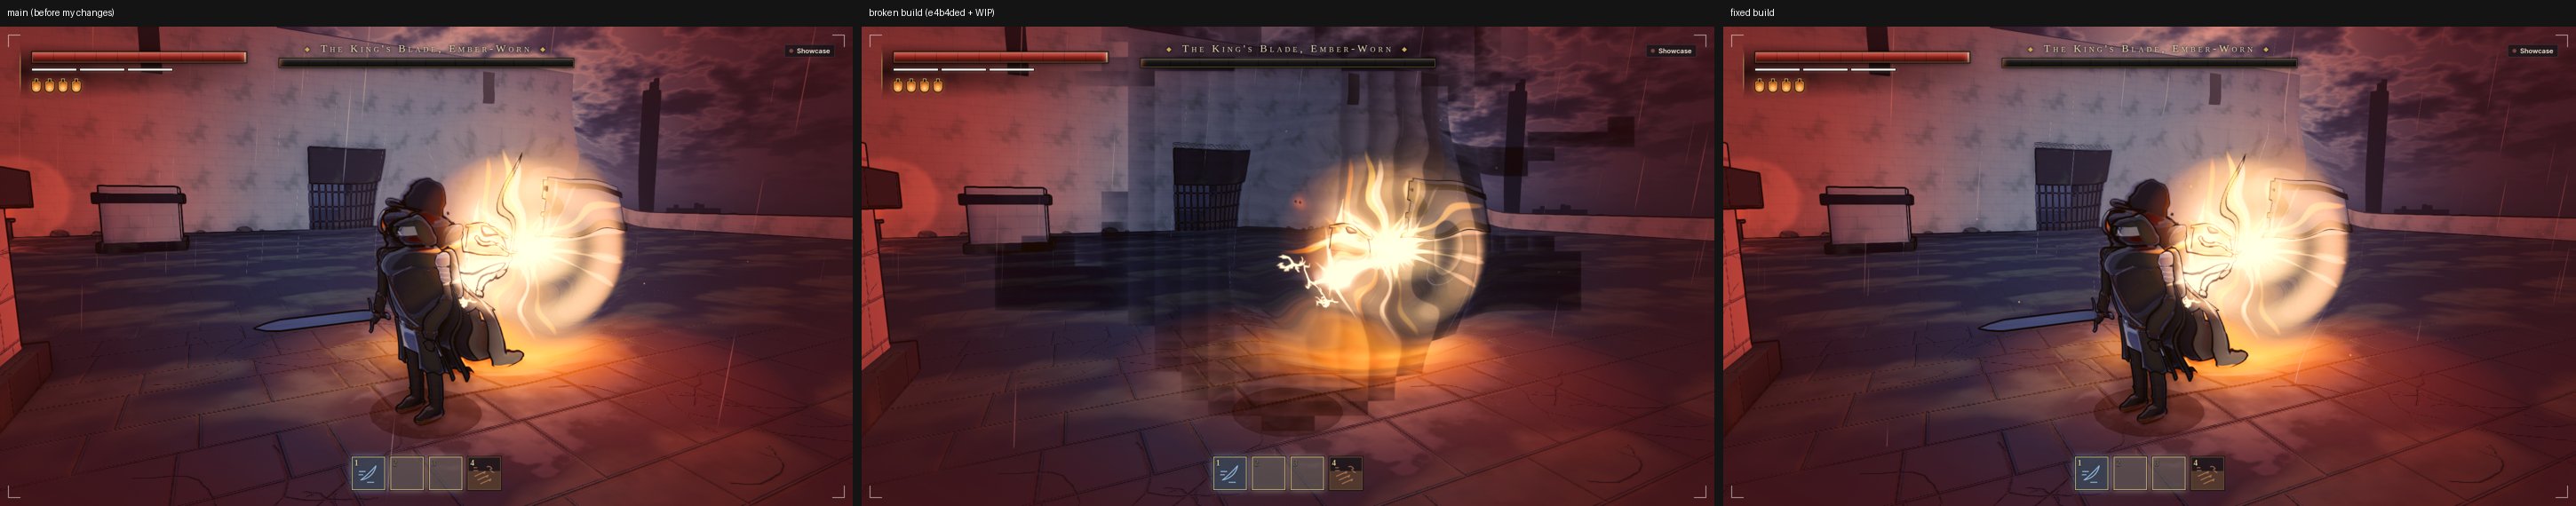 main (before my changes)
The King's Blade, Ember-Worn
Showcase
1
4
broken build (e4b4ded + WIP)
The King's Blade, Ember-Worn
Showcase
1
4
fixed build
The King's Blade, Ember-Worn
Showcase
1
4